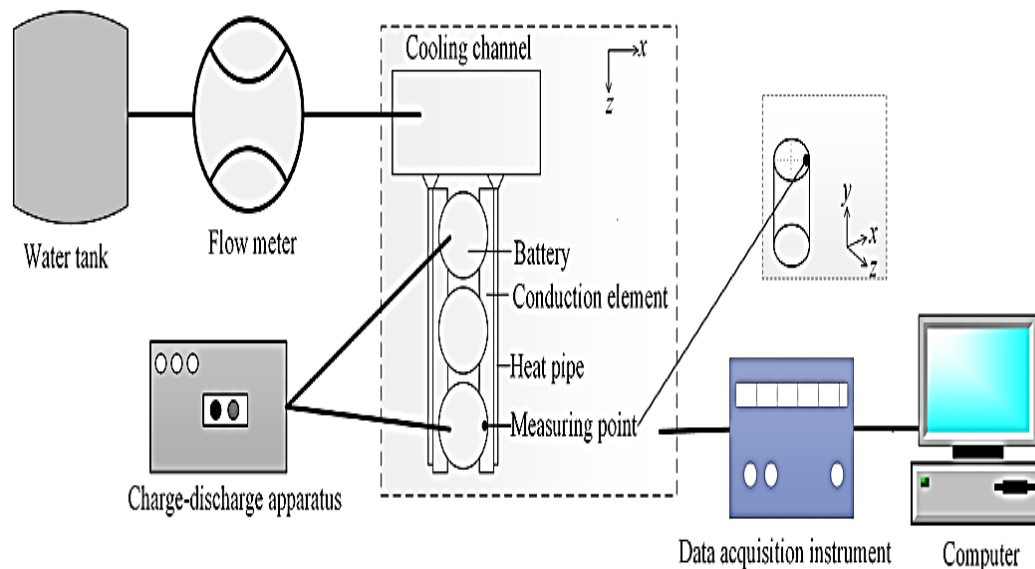 Cooling channel
x
z
Water tank
Flow meter
Battery
Conduction element
Heat pipe
Measuring point
y
x
z
Charge-discharge apparatus
Data acquisition instrument
Computer